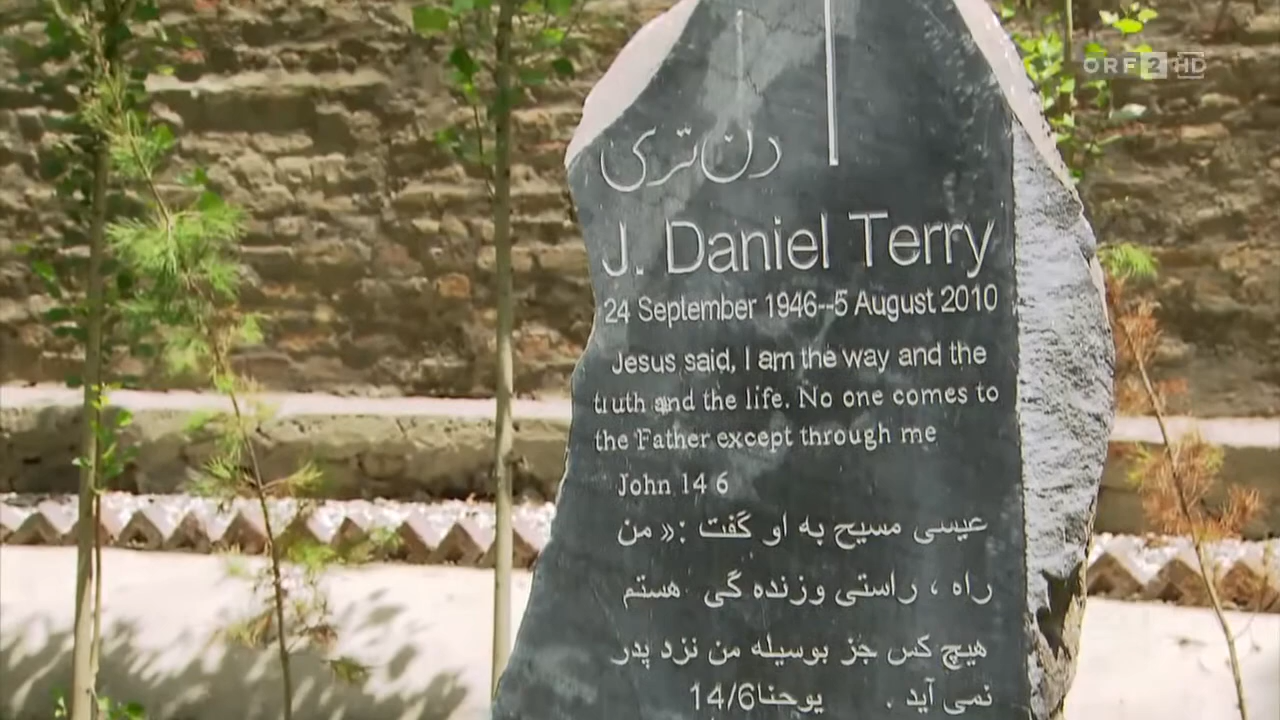 ORF 2 HD
دن تری
J. Daniel Terry
24 September 1946--5 August 2010
Jesus said, I am the way and the
truth and the life. No one comes to
the Father except through me
John 14 6
عیسی مسیح به او گفت :« من
راه ، راستی وزنده گی هستم
هیچ کس جز بوسیله من نزد پدر
نمی آید . یوحنا14/6